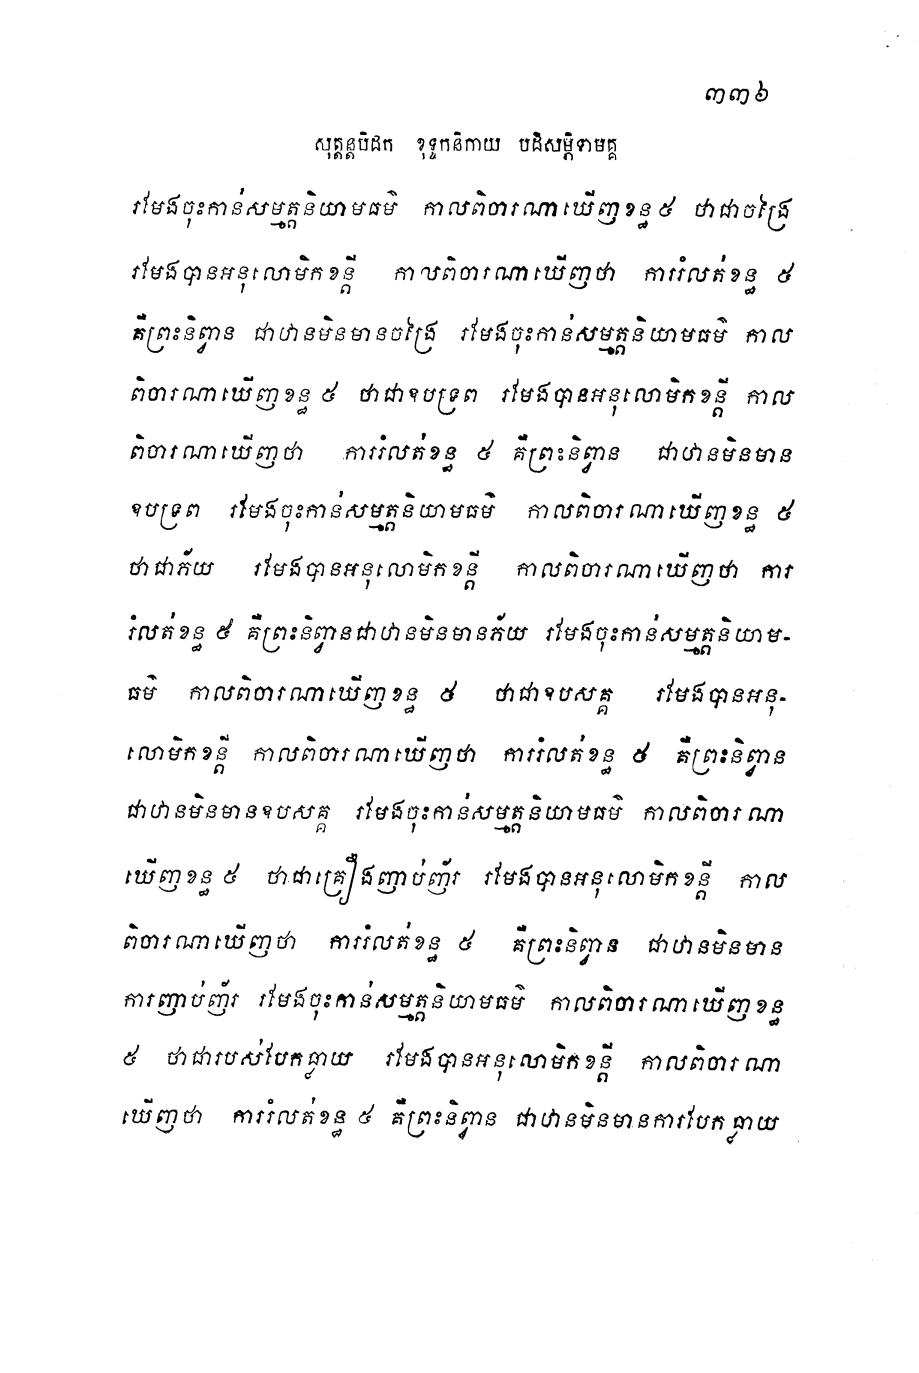 ៣៣៦
សុត្តន្តបិដក ខុទ្ទកនិកាយ បដិសម្ភិទាមគ្គ
រមែងចុះកាន់សម្មត្តនិយាមធម៌ កាលពិចារណាឃើញខន្ធ ៥ ថាជាចង្រៃ
រមែងបានអនុលោមិកខន្តី កាលពិចារណាឃើញថា ការរំលត់ខន្ធ ៥
គឺព្រះនិព្វាន ជាឋានមិនមានចង្រៃ រមែងចុះកាន់សម្មត្តនិយាមធម៌ កាល
ពិចារណាឃើញខន្ធ ៥ ថាជាឧបទ្រព រមែងបានអនុលោមិកខន្តី កាល
ពិចារណាឃើញថា ការរំលត់ខន្ធ ៥ គឺព្រះនិព្វាន ជាឋានមិនមាន
ឧបទ្រព រមែងចុះកាន់សម្មត្តនិយាមធម៌ កាលពិចារណាឃើញខន្ធ ៥
ថាជាភ័យ រមែងបានអនុលោមិកខន្តី កាលពិចារណាឃើញថា ការ
រំលត់ខន្ធ ៥ គឺព្រះនិព្វានជាឋានមិនមានភ័យ រមែងចុះកាន់សម្មត្តនិយាម-
ធម៌ កាលពិចារណាឃើញខន្ធ ៥ ថាជាឧបសគ្គ រមែងបានអនុ-
លោមិកខន្តី កាលពិចារណាឃើញថា ការរំលត់ខន្ធ ៥ គឺព្រះនិព្វាន
ជាឋានមិនមានឧបសគ្គ រមែងចុះកាន់សម្មត្តនិយាមធម៌ កាលពិចារណា
ឃើញខន្ធ ៥ ថាជាគ្រឿងញាប់ញ័រ រមែងបានអនុលោមិកខន្តី កាល
ពិចារណាឃើញថា ការរំលត់ខន្ធ ៥ គឺព្រះនិព្វាន ជាឋានមិនមាន
ការញាប់ញ័រ រមែងចុះកាន់សម្មត្តនិយាមធម៌ កាលពិចារណាឃើញខន្ធ
៥ ថាជារបស់បែកធ្លាយ រមែងបានអនុលោមិកខន្តី កាលពិចារណា
ឃើញថា ការរំលត់ខន្ធ ៥ គឺព្រះនិព្វាន ជាឋានមិនមានការបែកធ្លាយ